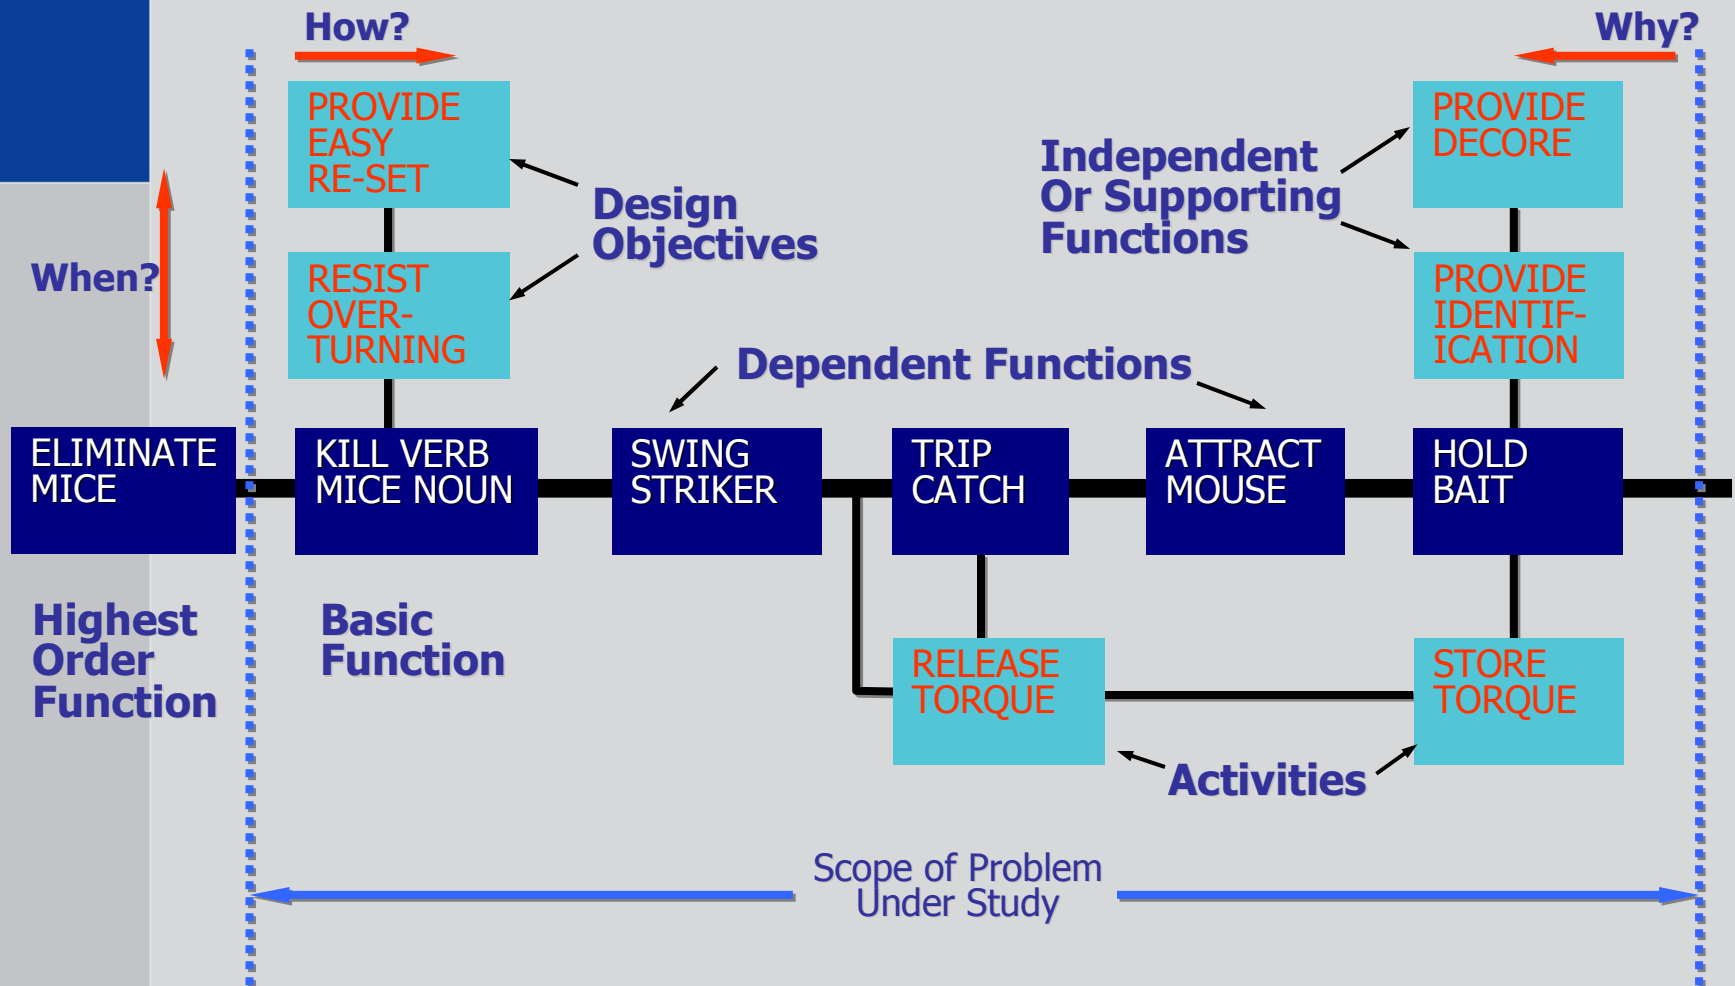 How?
Why?
PROVIDE
EASY
RE-SET
PROVIDE
DECORE
Independent
Or Supporting
Functions
Design
Objectives
When?
RESIST
OVER-
TURNING
PROVIDE
IDENTIF-
ICATION
Dependent Functions
ELIMINATE
MICE
KILL VERB
MICE NOUN
SWING
STRIKER
TRIP
CATCH
ATTRACT
MOUSE
HOLD
BAIT
Highest
Order
Function
Basic
Function
RELEASE
TORQUE
STORE
TORQUE
Activities
Scope of Problem
Under Study